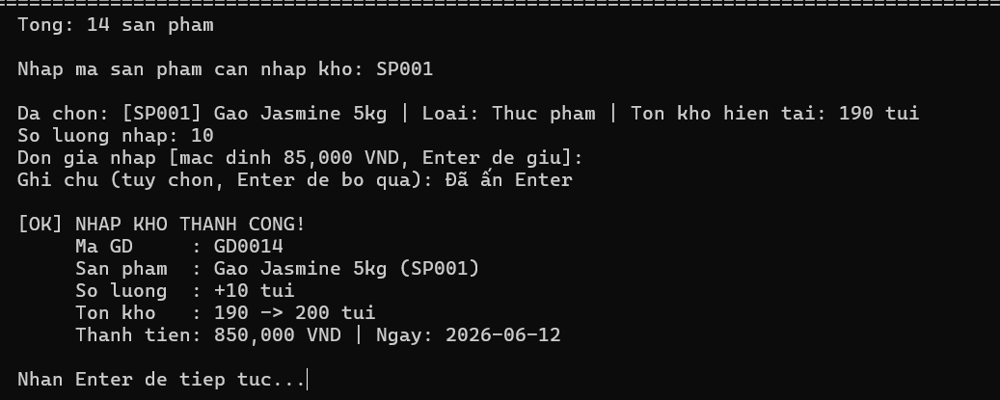 Tong: 14 san pham
Nhap ma san pham can nhap kho: SP001
Da chon: [SP001] Gao Jasmine 5kg | Loai: Thuc pham | Ton kho hien tai: 190 tui
So luong nhap: 10
Don gia nhap [mac dinh 85,000 VND, Enter de giu]:
Ghi chu (tuy chon, Enter de bo qua): Đã ấn Enter
[OK] NHAP KHO THANH CONG!
Ma GD : GD0014
San pham : Gao Jasmine 5kg (SP001)
So luong : +10 tui
Ton kho : 190 -> 200 tui
Thanh tien: 850,000 VND | Ngay: 2026-06-12
Nhan Enter de tiep tuc...